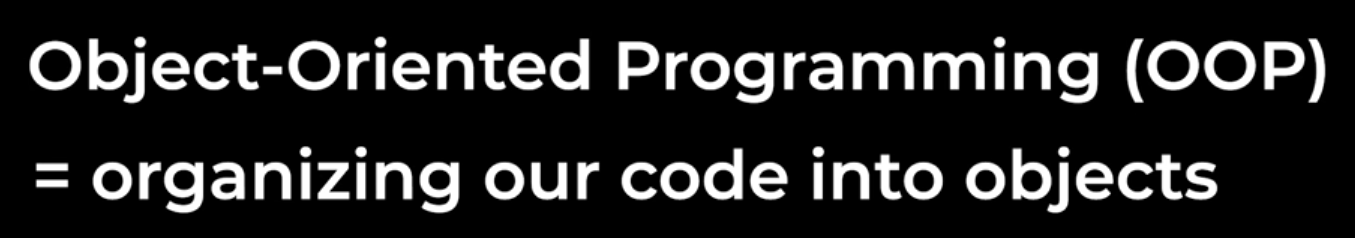 Object-Oriented Programming (OOP)
= organizing our code into objects